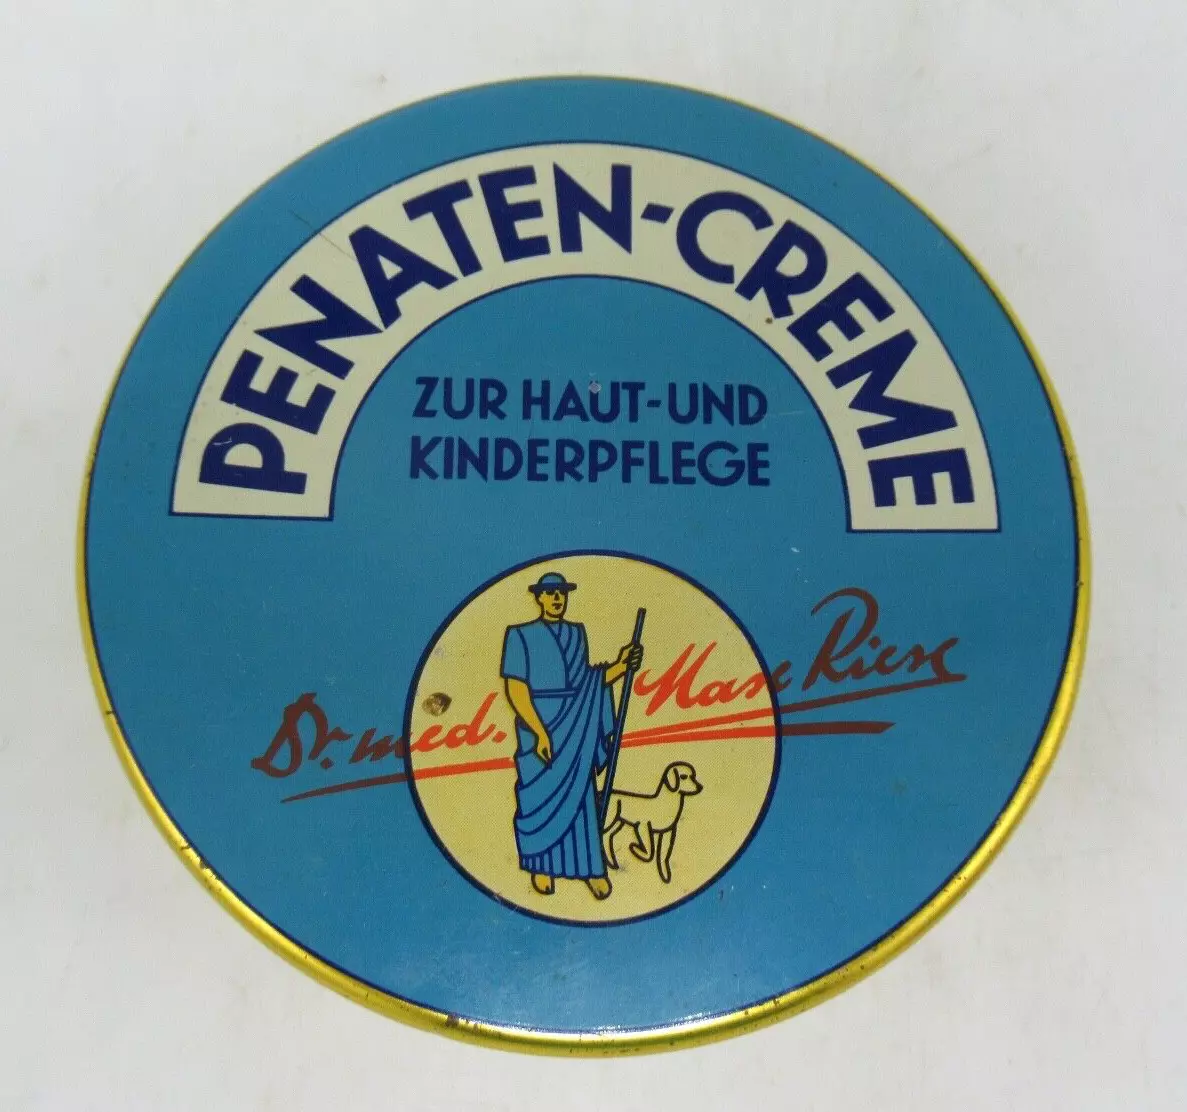 PENATEN-CREME
ZUR HAUT-UND
KINDERPFLEGE
Dr. med. Max Riese